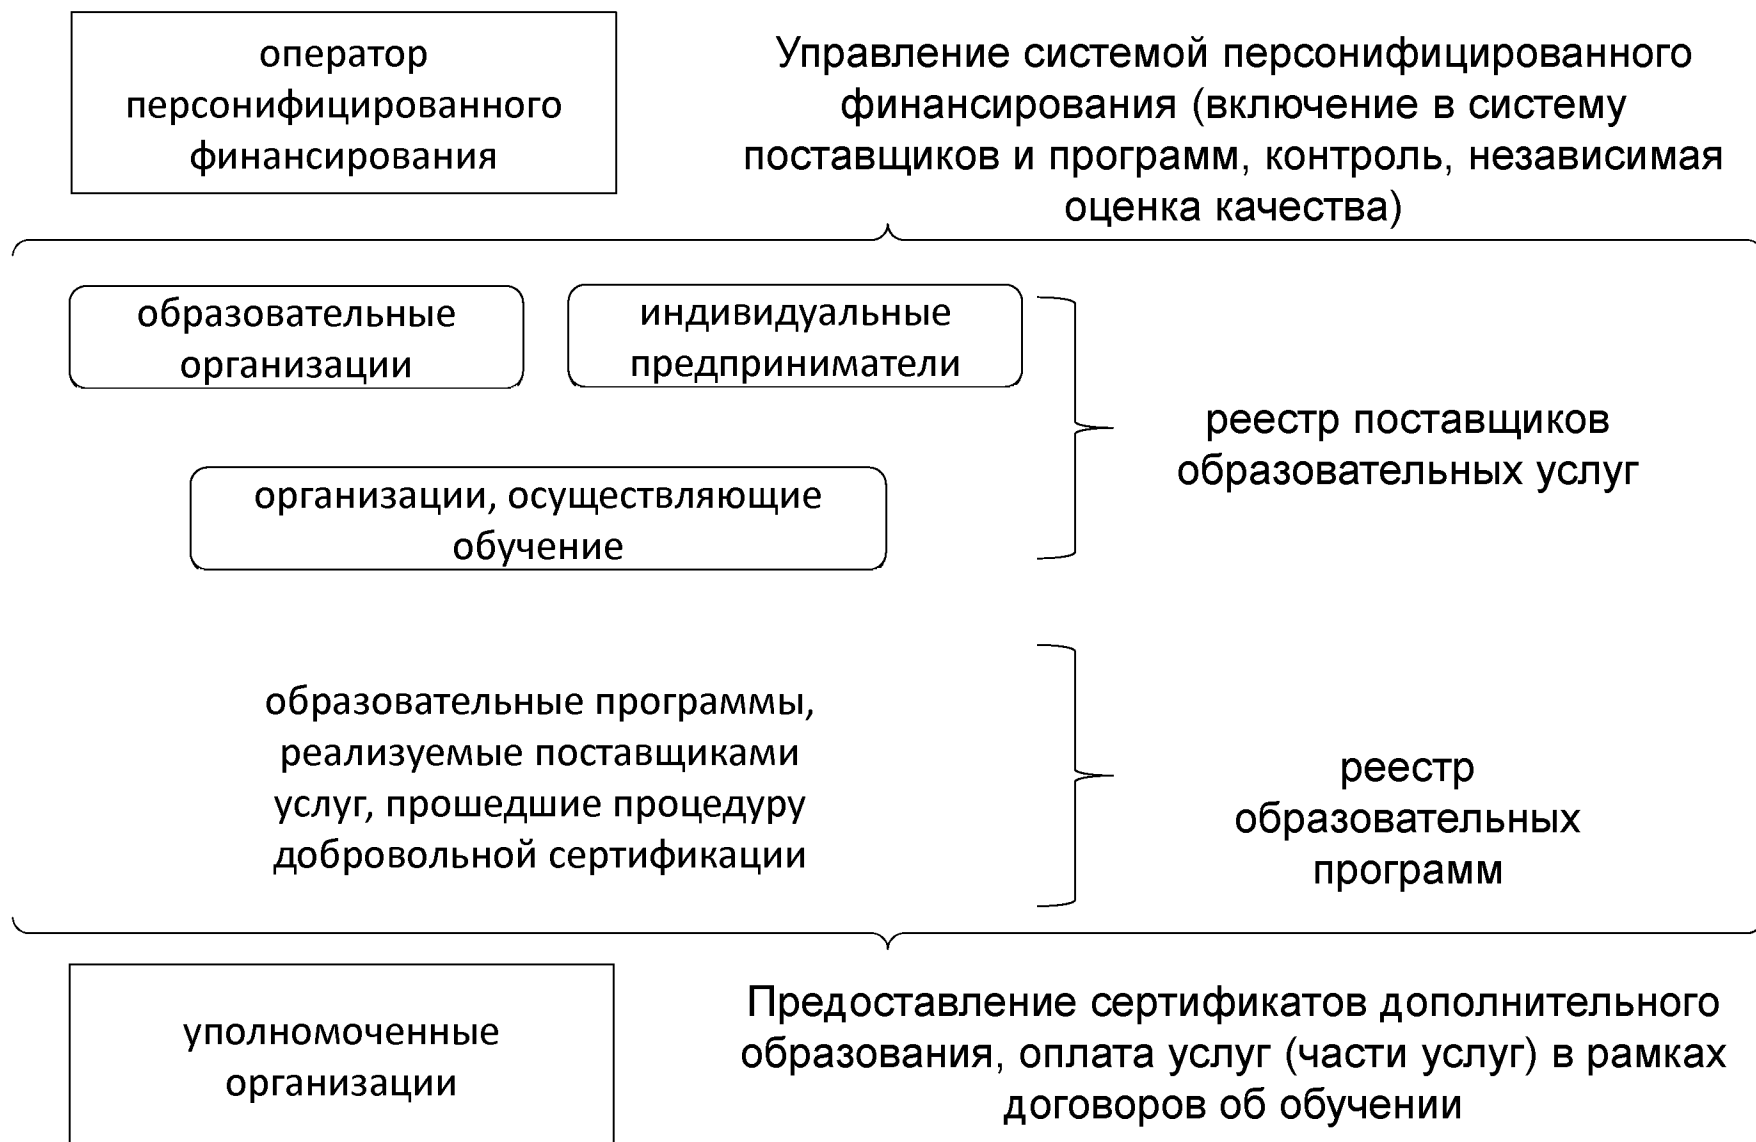 оператор
персонифицированного
финансирования
Управление системой персонифицированного
финансирования (включение в систему
поставщиков и программ, контроль, независимая
оценка качества)
образовательные
организации
индивидуальные
предприниматели
организации, осуществляющие
обучение
реестр поставщиков
образовательных услуг
образовательные программы,
реализуемые поставщиками
услуг, прошедшие процедуру
добровольной сертификации
реестр
образовательных
программ
уполномоченные
организации
Предоставление сертификатов дополнительного
образования, оплата услуг (части услуг) в рамках
договоров об обучении